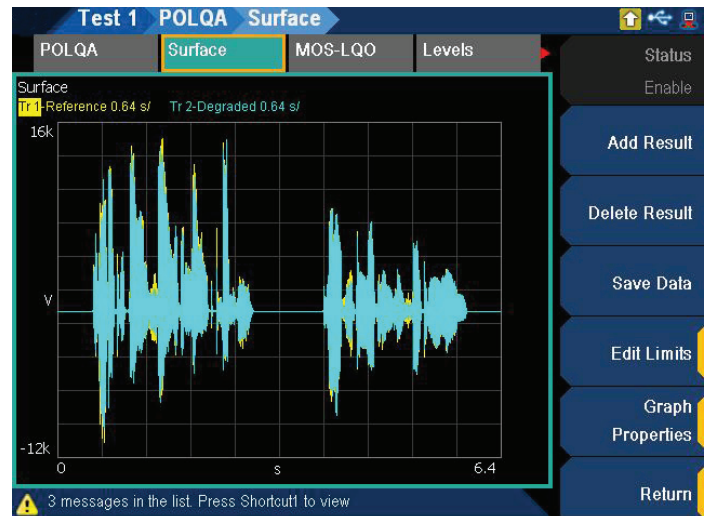 Test 1 POLQA Surface
POLQA Surface MOS-LQO Levels
Status
Enable
Surface
Tr 1-Reference 0.64 s/ Tr 2-Degraded 0.64 s/
16k
V
-12k
0 s 6.4
Add Result
Delete Result
Save Data
Edit Limits
Graph
Properties
Return
3 messages in the list. Press Shortcut1 to view